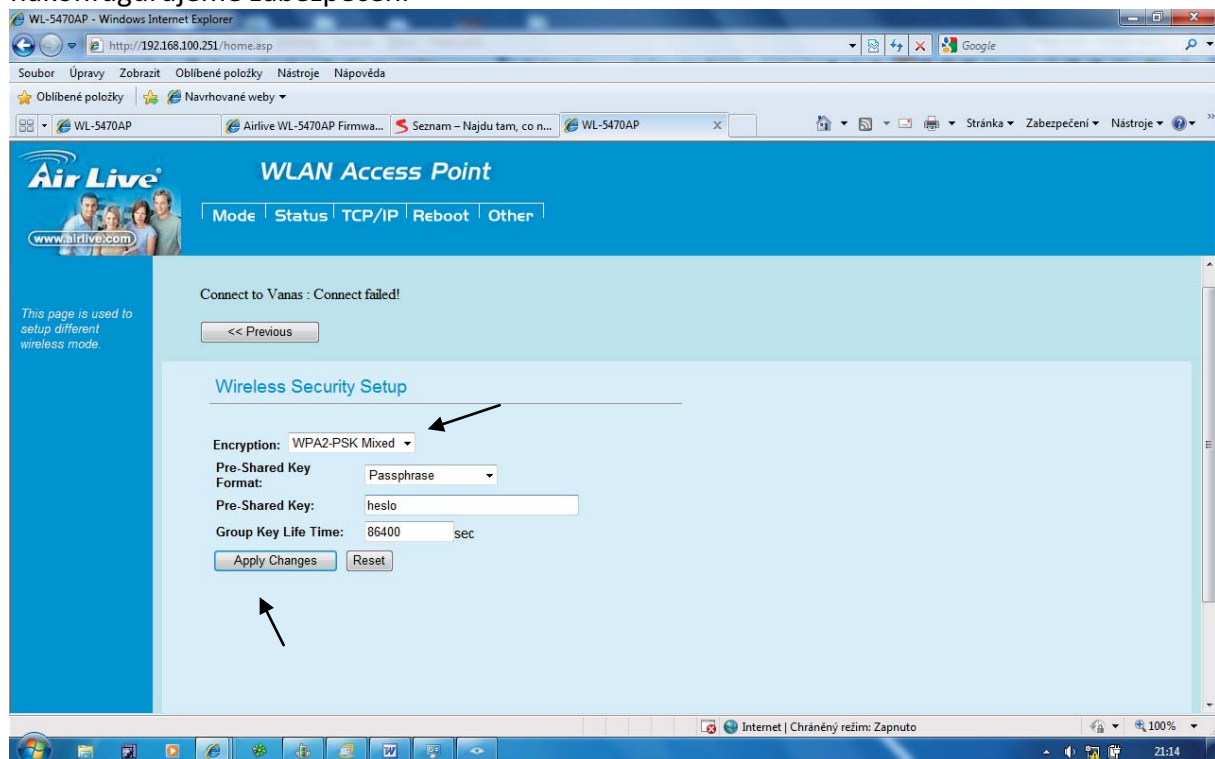 WL-5470AP - Windows Internet Explorer
http://192.168.100.251/home.asp
Google
Soubor Úpravy Zobrazit Oblíbené položky Nástroje Nápověda
Oblíbené položky Navrhované weby
WL-5470AP Airlive WL-5470AP Firmwa... Seznam – Najdu tam, co n... WL-5470AP x Stránka Zabezpečení Nástroje
Air Live
www.airlive.com
WLAN Access Point
Mode Status TCP/IP Reboot Other
This page is used to
setup different
wireless mode.
Connect to Vanas : Connect failed!
<< Previous
Wireless Security Setup
Encryption: WPA2-PSK Mixed
Pre-Shared Key
Format: Passphrase
Pre-Shared Key: heslo
Group Key Life Time: 86400 sec
Apply Changes Reset
Internet | Chráněný režim: Zapnuto 100%
21:14